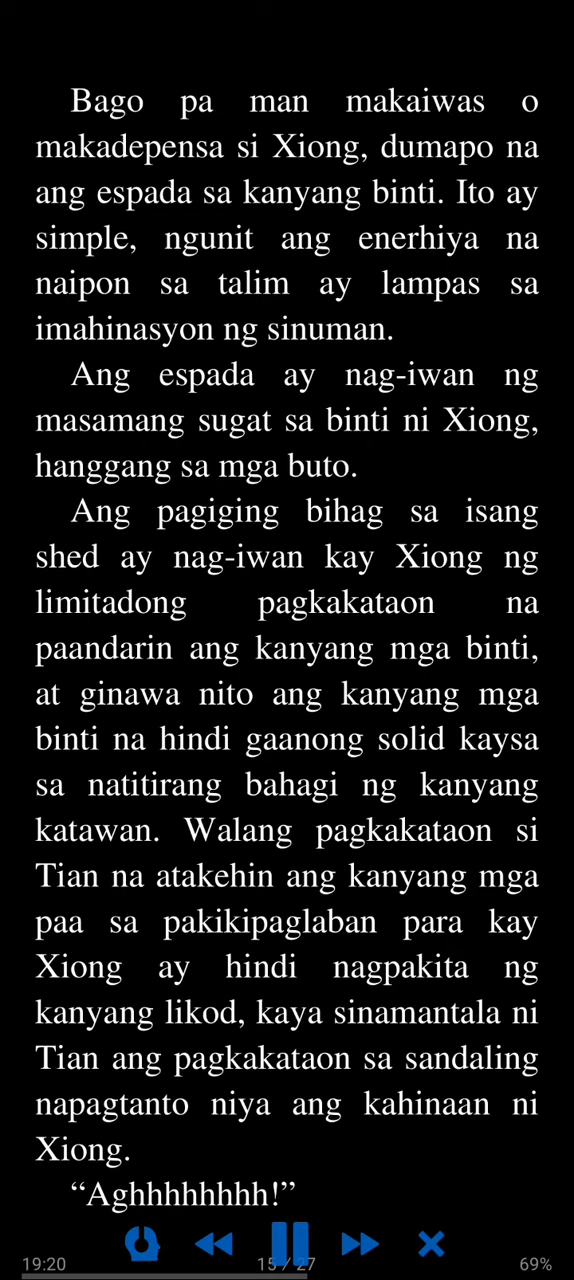 Bago pa man makaiwas o
makadepensa si Xiong, dumapo na
ang espada sa kanyang binti. Ito ay
simple, ngunit ang enerhiya na
naipon sa talim ay lampas sa
imahinasyon ng sinuman.
Ang espada ay nag-iwan ng
masamang sugat sa binti ni Xiong,
hanggang sa mga buto.
Ang pagiging bihag sa isang
shed ay nag-iwan kay Xiong ng
limitadong pagkakataon na
paandarin ang kanyang mga binti,
at ginawa nito ang kanyang mga
binti na hindi gaanong solid kaysa
sa natitirang bahagi ng kanyang
katawan. Walang pagkakataon si
Tian na atakehin ang kanyang mga
paa sa pakikipaglaban para kay
Xiong ay hindi nagpakita ng
kanyang likod, kaya sinamantala ni
Tian ang pagkakataon sa sandaling
napagtanto niya ang kahinaan ni
Xiong.
“Aghhhhhhhh!”
19:20 15 / 27 69%